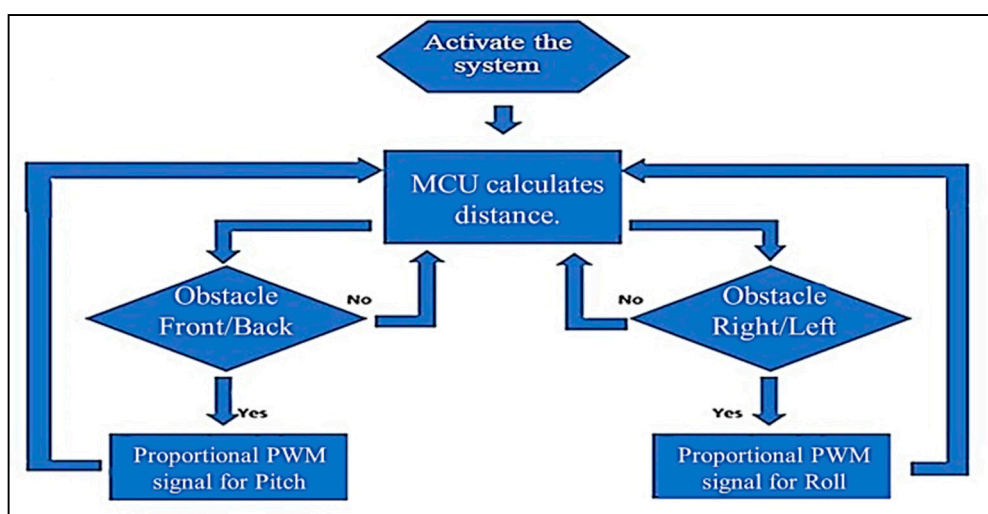 Activate the
system
MCU calculates
distance.
Obstacle
Front/Back
No
No
Obstacle
Right/Left
Yes
Yes
Proportional PWM
signal for Pitch
Proportional PWM
signal for Roll